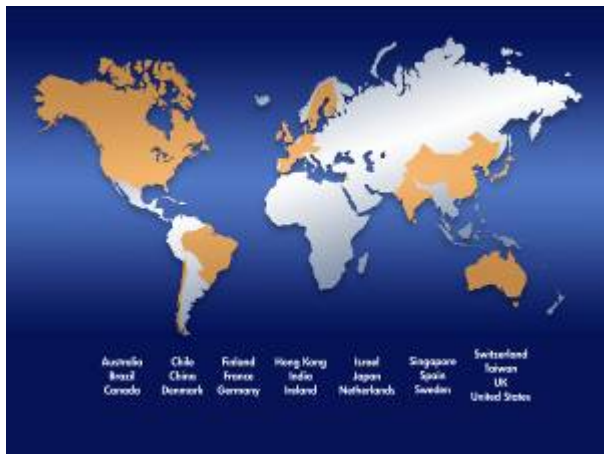 Australia
Brazil
Canada
Chile
China
Denmark
Finland
France
Germany
Hong Kong
India
Ireland
Israel
Japan
Netherlands
Singapore
Spain
Sweden
Switzerland
Taiwan
UK
United States